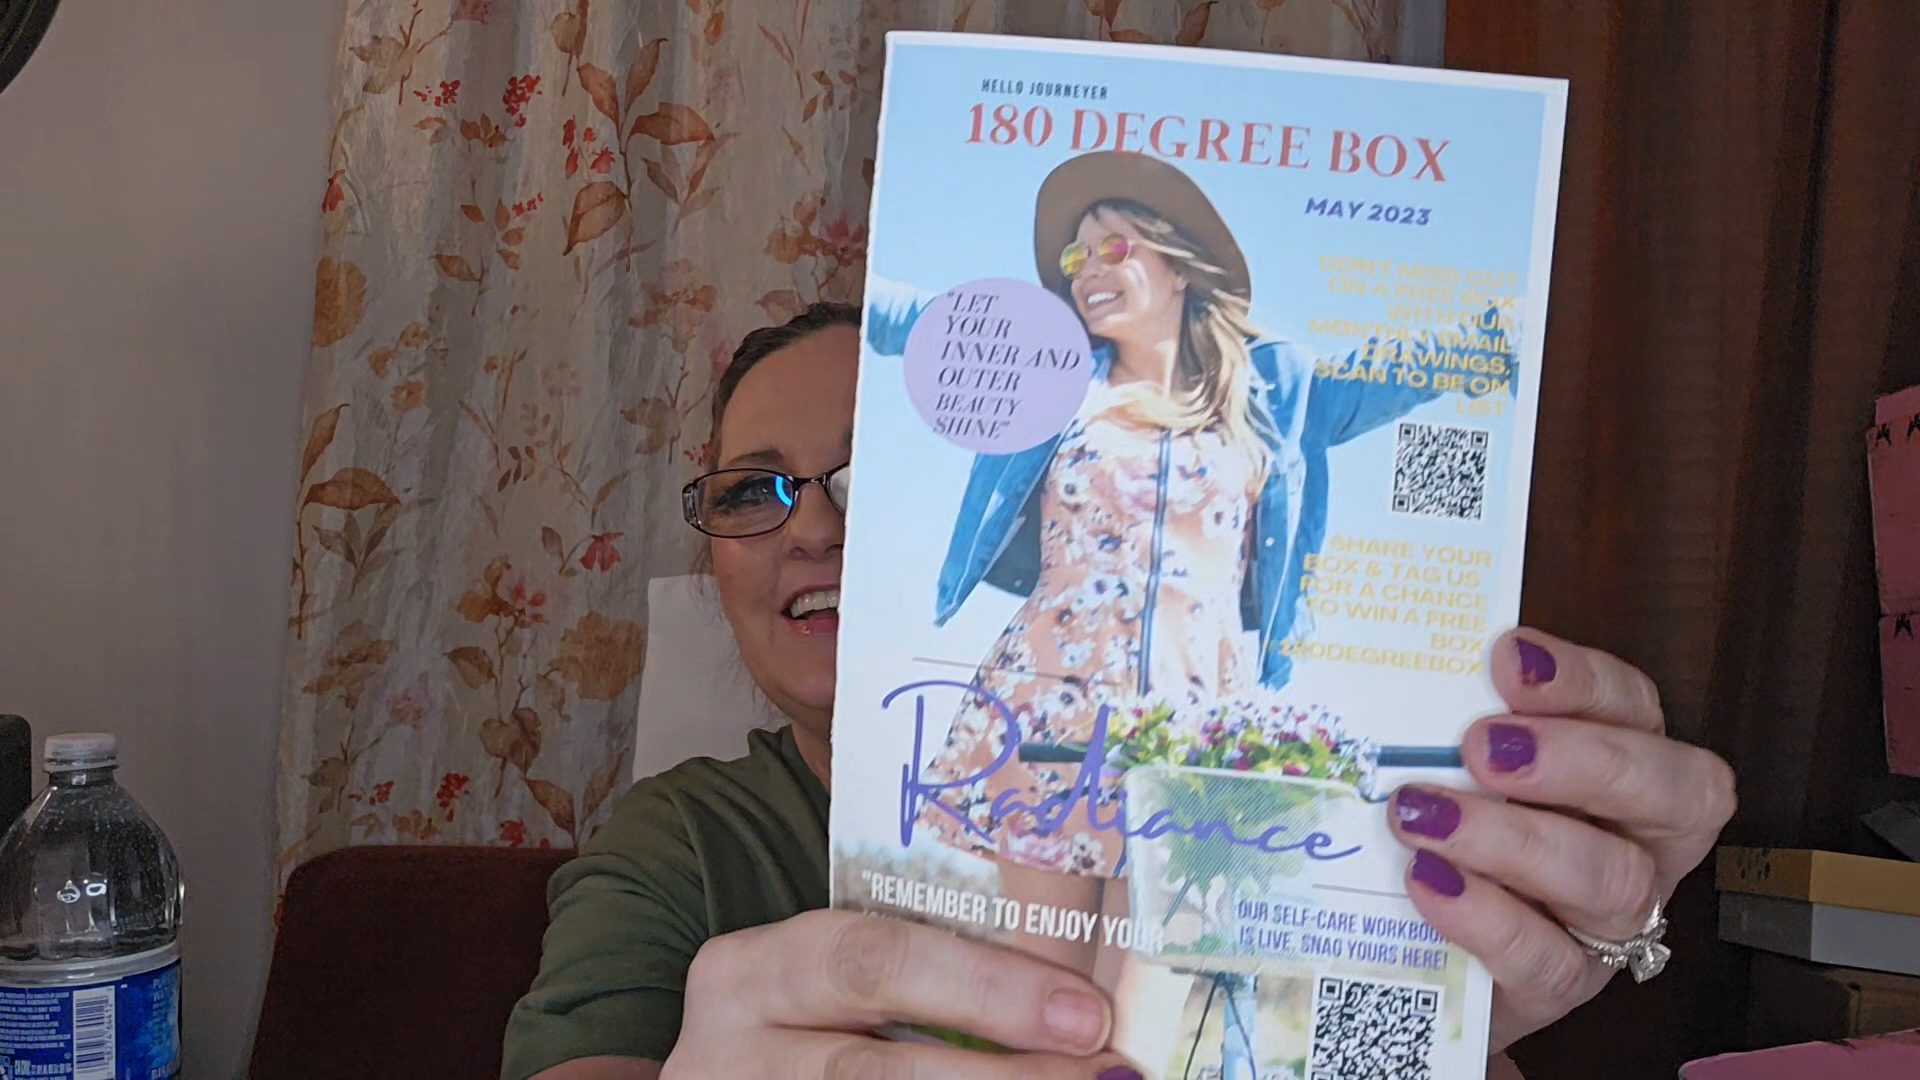 HELLO JOURNEYER
180 DEGREE BOX
MAY 2023
DON'T MISS OUT
ON A FREE BOX
WITH OUR
MONTHLY EMAIL
DRAWINGS,
SCAN TO BE ON
LIST
"LET
YOUR
INNER AND
OUTER
BEAUTY
SHINE"
SHARE YOUR
BOX & TAG US
FOR A CHANCE
TO WIN A FREE
BOX
180DEGREEBOX
Radiance
"REMEMBER TO ENJOY YOUR
OUR SELF-CARE WORKBOOK
IS LIVE, SNAG YOURS HERE!